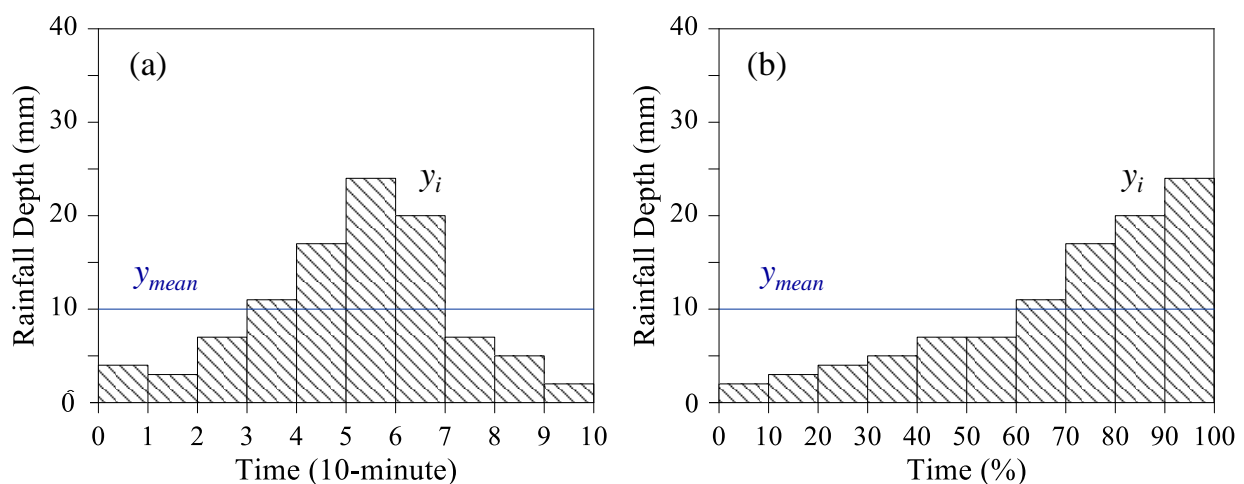 (a)
Rainfall Depth (mm)
40
30
20
10
0
y_i
y_mean
0 1 2 3 4 5 6 7 8 9 10
Time (10-minute)
(b)
Rainfall Depth (mm)
40
30
20
10
0
y_i
y_mean
0 10 20 30 40 50 60 70 80 90 100
Time (%)